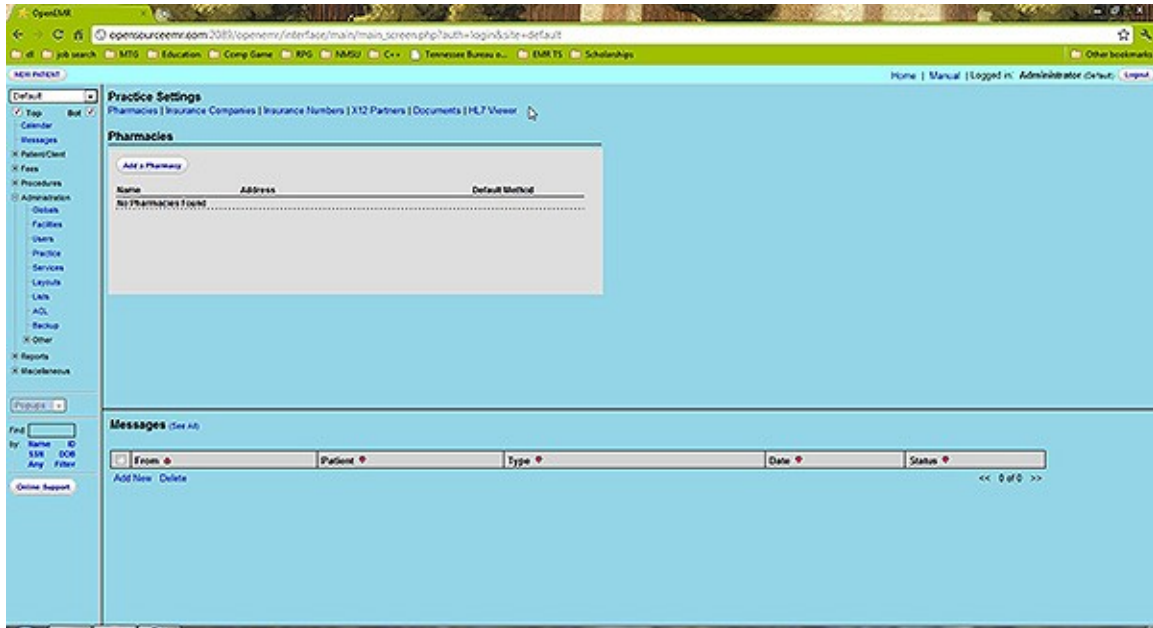 OpenEMR
opensourceemr.com:2089/openemr/interface/main/main_screen.php?auth=login&site=default
dl job search MTG Education Comp Game RPG NMSU C++ Tennessee Bureau o... EMR TS Scholarships Other bookmarks
NEW PATIENT Home | Manual | Logged in: Administrator (Default) Logout
Default
Top Bot
Calendar
Messages
Patient/Client
Fees
Procedures
Administration
Globals
Facilities
Users
Practice
Services
Layouts
Lists
ACL
Backup
Other
Reports
Miscellaneous
Popups
Find
by: Name ID
SSN DOB
Any Filter
Online Support
Practice Settings
Pharmacies | Insurance Companies | Insurance Numbers | X12 Partners | Documents | HL7 Viewer
Pharmacies
Add a Pharmacy
Name Address Default Method
No Pharmacies Found
Messages (See All)
From Patient Type Date Status
Add New Delete << 0 of 0 >>